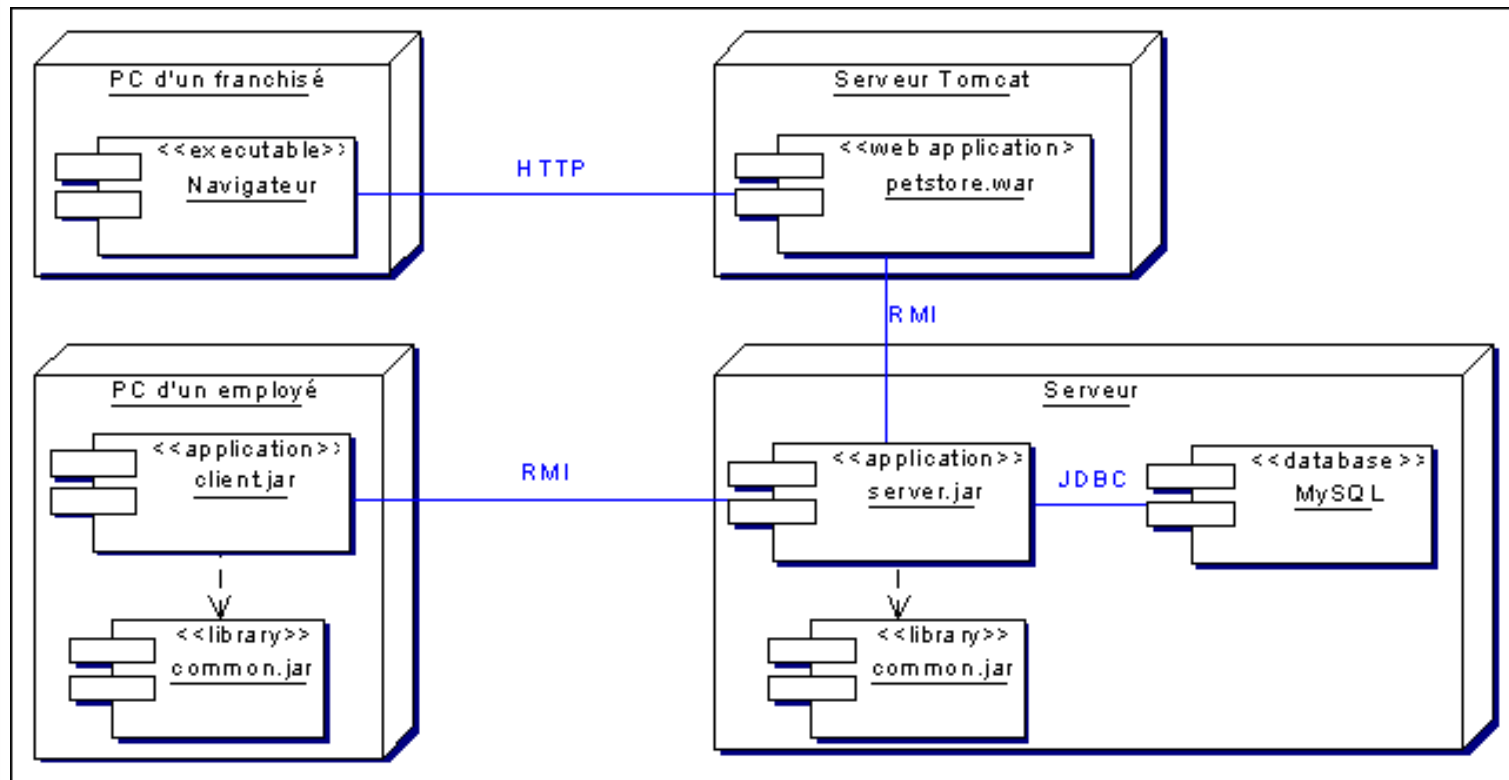 PC d'un franchisé
<<executable>>
Navigateur
HTTP
Serveur Tomcat
<<web application>
petstore.war
RMI
PC d'un employé
<<application>>
client.jar
<<library>>
common.jar
RMI
Serveur
<<application>>
server.jar
JDBC
<<database>>
MySQL
<<library>>
common.jar